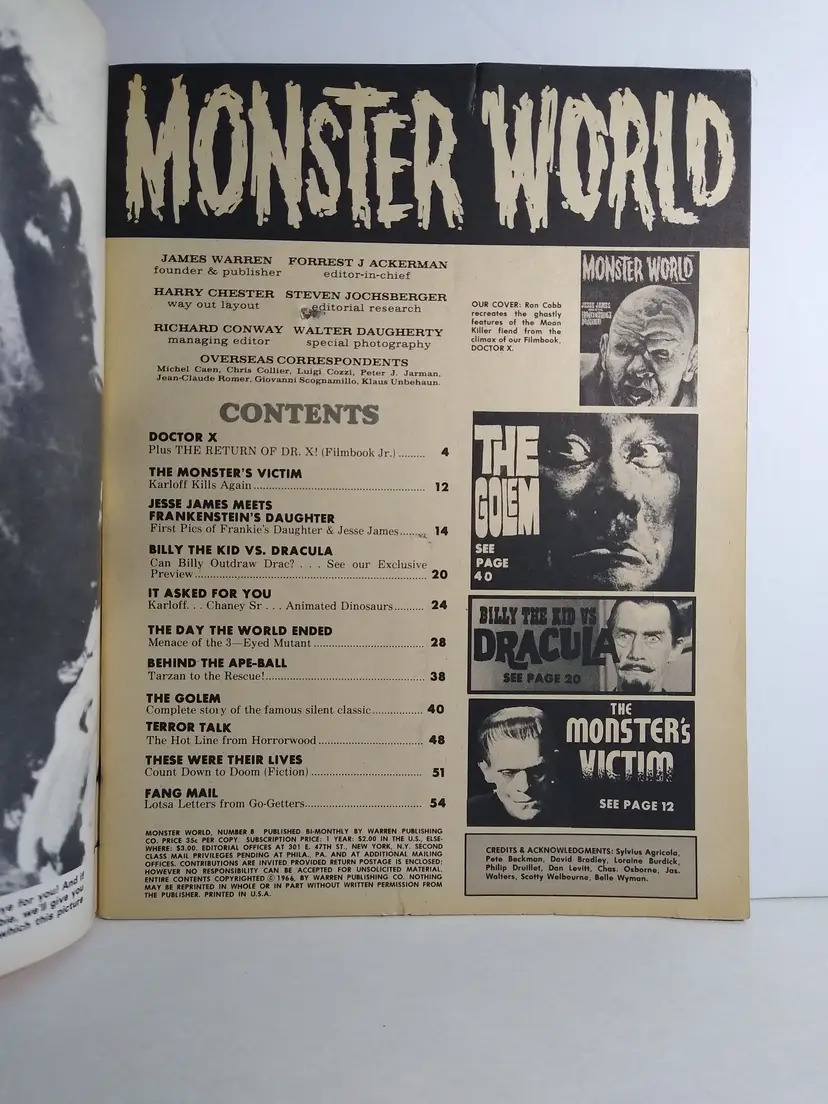 MONSTER WORLD
JAMES WARREN
founder & publisher
FORREST J ACKERMAN
editor-in-chief
HARRY CHESTER
way out layout
STEVEN JOCHSBERGER
editorial research
RICHARD CONWAY
managing editor
WALTER DAUGHERTY
special photography
OVERSEAS CORRESPONDENTS
Michel Caen, Chris Collier, Luigi Cozzi, Peter J. Jarman,
Jean-Claude Romer, Giovanni Scognamillo, Klaus Unbehaun.
OUR COVER: Ron Cobb
recreates the ghastly
features of the Moon
Killer fiend from the
climax of our Filmbook,
DOCTOR X.
MONSTER WORLD
JESSE JAMES
CONTENTS
DOCTOR X
Plus THE RETURN OF DR. X! (Filmbook Jr.) ......... 4
THE MONSTER'S VICTIM
Karloff Kills Again ............ 12
JESSE JAMES MEETS
FRANKENSTEIN'S DAUGHTER
First Pics of Frankie's Daughter & Jesse James....... 14
BILLY THE KID VS. DRACULA
Can Billy Outdraw Drac? . . . See our Exclusive
Preview............ 20
IT ASKED FOR YOU
Karloff. . . Chaney Sr . . . Animated Dinosaurs.......... 24
THE DAY THE WORLD ENDED
Menace of the 3—Eyed Mutant ............ 28
BEHIND THE APE-BALL
Tarzan to the Rescue!............ 38
THE GOLEM
Complete story of the famous silent classic............ 40
TERROR TALK
The Hot Line from Horrorwood ............ 48
THESE WERE THEIR LIVES
Count Down to Doom (Fiction) ............ 51
FANG MAIL
Lotsa Letters from Go-Getters............ 54
THE
GOLEM
SEE
PAGE
40
BILLY THE KID VS
DRACULA
SEE PAGE 20
THE
MONSTER'S
VICTIM
SEE PAGE 12
MONSTER WORLD, NUMBER 8 PUBLISHED BI-MONTHLY BY WARREN PUBLISHING
CO. PRICE 35c PER COPY. SUBSCRIPTION PRICE: 1 YEAR: $2.00 IN THE U.S., ELSE-
WHERE: $3.00. EDITORIAL OFFICES AT 301 E. 47TH ST., NEW YORK, N.Y. SECOND
CLASS MAIL PRIVILEGES PENDING AT PHILA., PA. AND AT ADDITIONAL MAILING
OFFICES. CONTRIBUTIONS ARE INVITED PROVIDED RETURN POSTAGE IS ENCLOSED;
HOWEVER NO RESPONSIBILITY CAN BE ACCEPTED FOR UNSOLICITED MATERIAL.
ENTIRE CONTENTS COPYRIGHTED © 1966, BY WARREN PUBLISHING CO. NOTHING
MAY BE REPRINTED IN WHOLE OR IN PART WITHOUT WRITTEN PERMISSION FROM
THE PUBLISHER. PRINTED IN U.S.A.
CREDITS & ACKNOWLEDGMENTS: Sylvius Agricola,
Pete Beckman, David Bradley, Loraine Burdick,
Philip Druillet, Dan Levitt, Chas. Osborne, Jas.
Walters, Scotty Welbourne, Belle Wyman.
ye for you! And if
we'll give you
which this picture